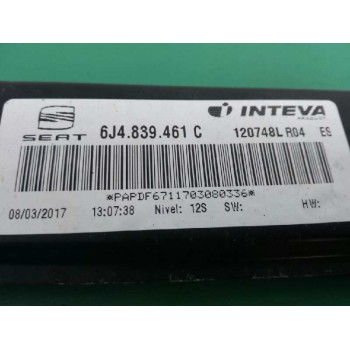 SEAT 6J4.839.461 C INTEVA PRODUCTS 120748L R04 ES
*PAPDF6711703080336*
08/03/2017 13:07:38 Nivel: 12S SW: HW: